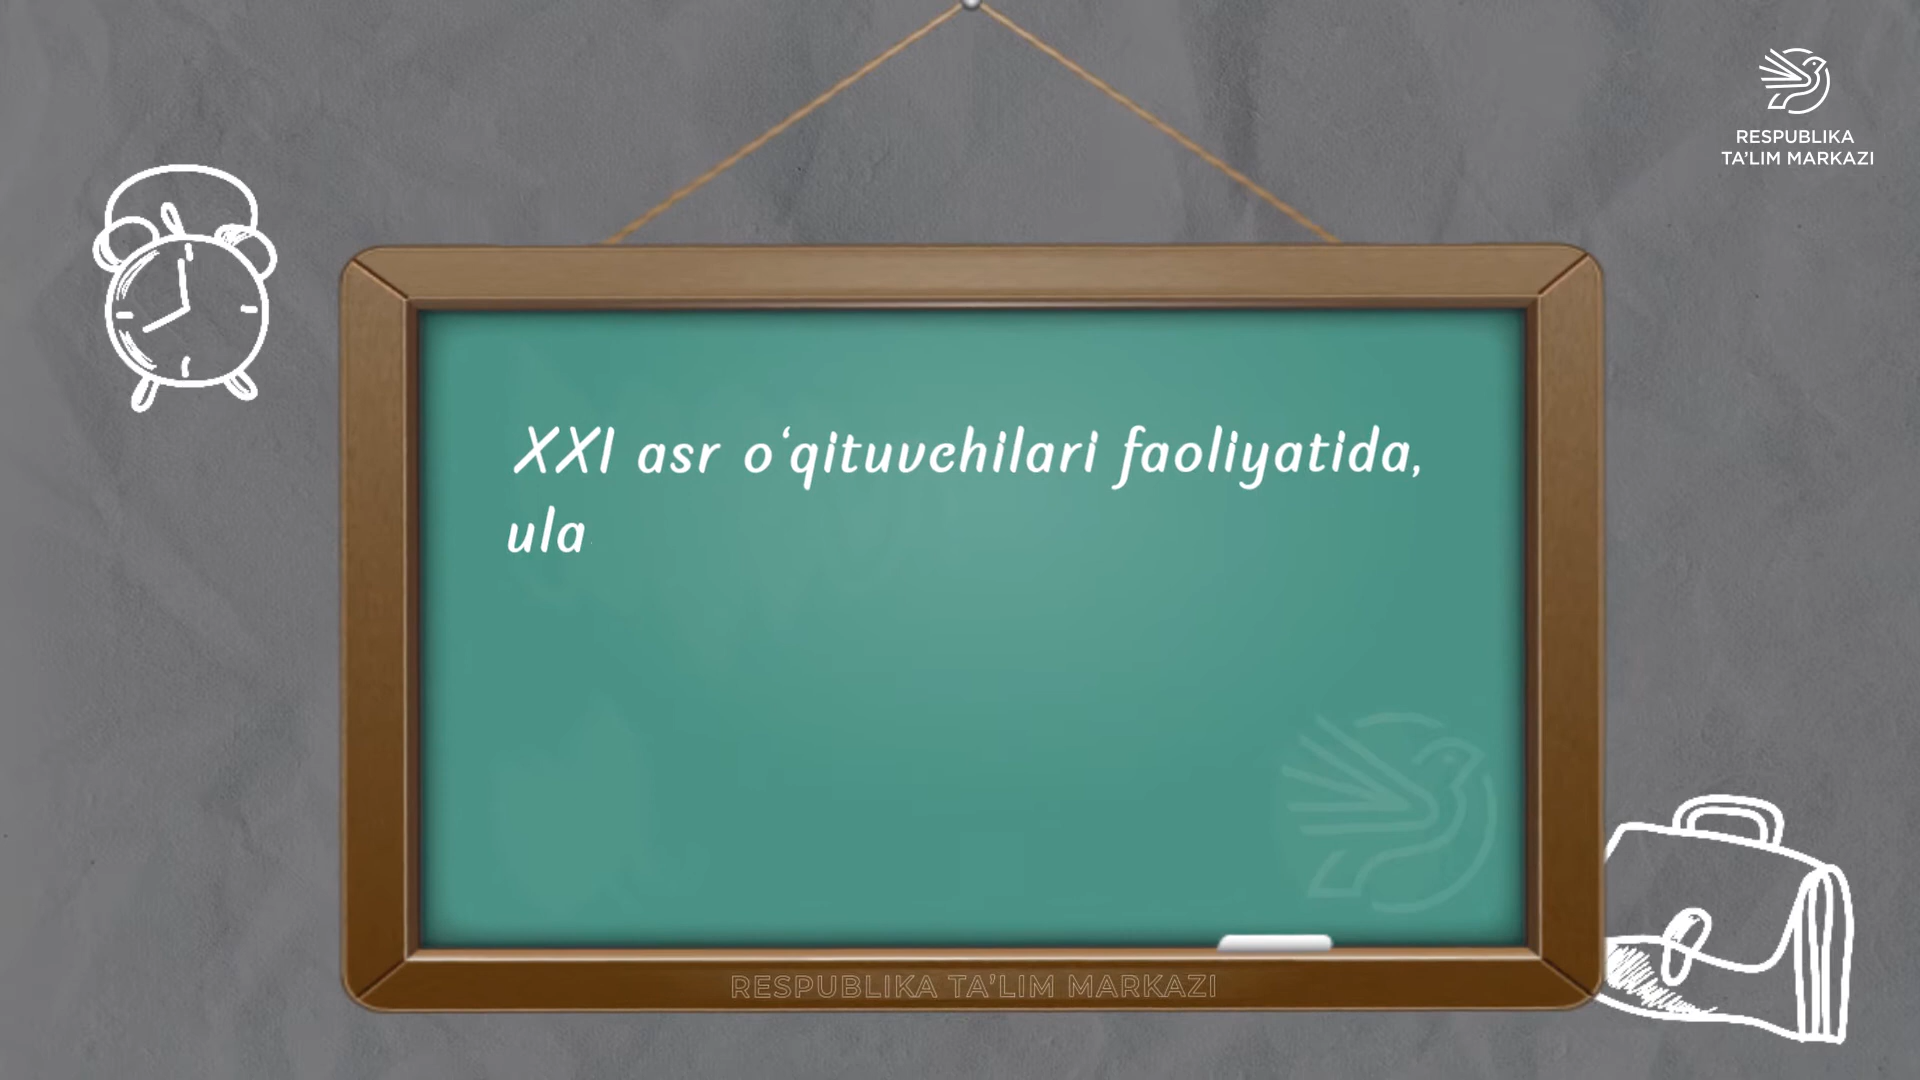 RESPUBLIKA
TA’LIM MARKAZI
XXI asr o‘qituvchilari faoliyatida,
ula
RESPUBLIKA TA’LIM MARKAZI